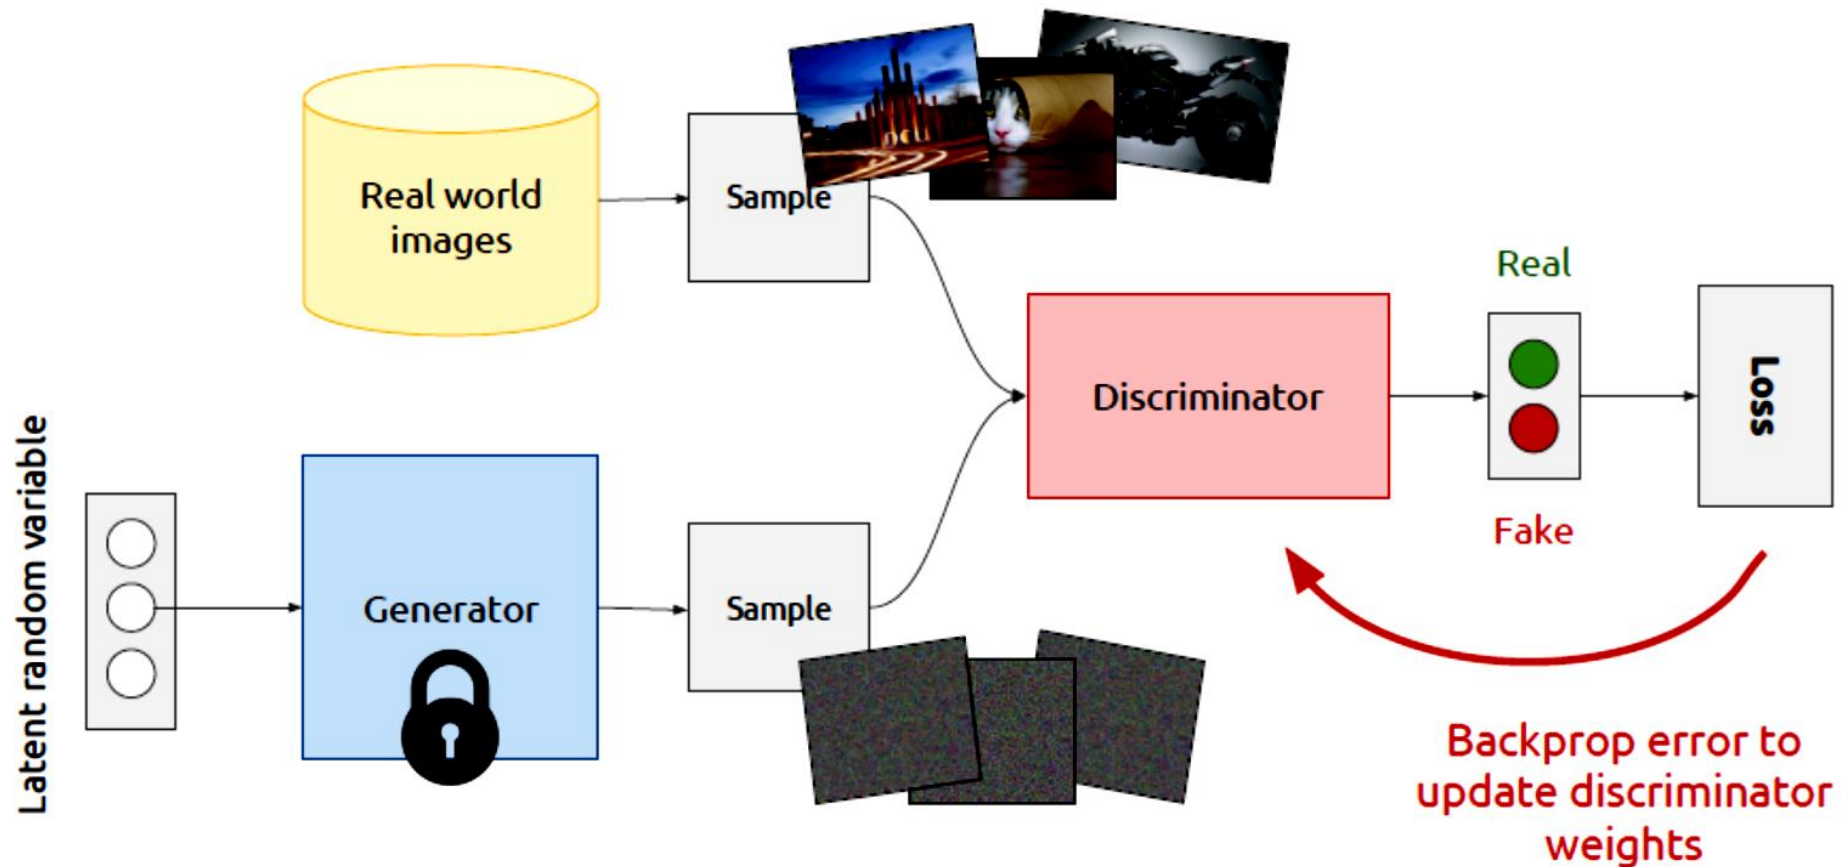 Real world
images
Sample
Real
Discriminator
Loss
Fake
Latent random variable
Generator
Sample
Backprop error to
update discriminator
weights